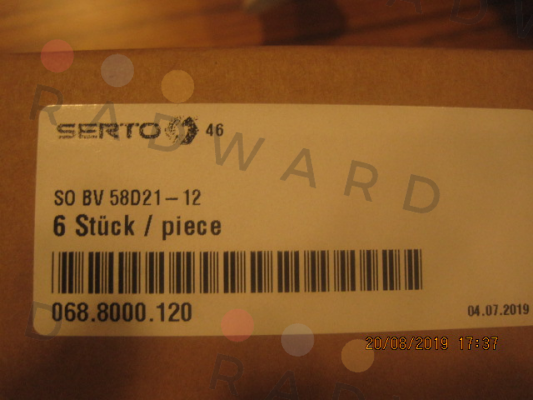 SERTO 46
RADWARD
SO BV 58D21-12
6 Stück / piece
068.8000.120
04.07.2019
20/08/2019 17:37
RADWARD